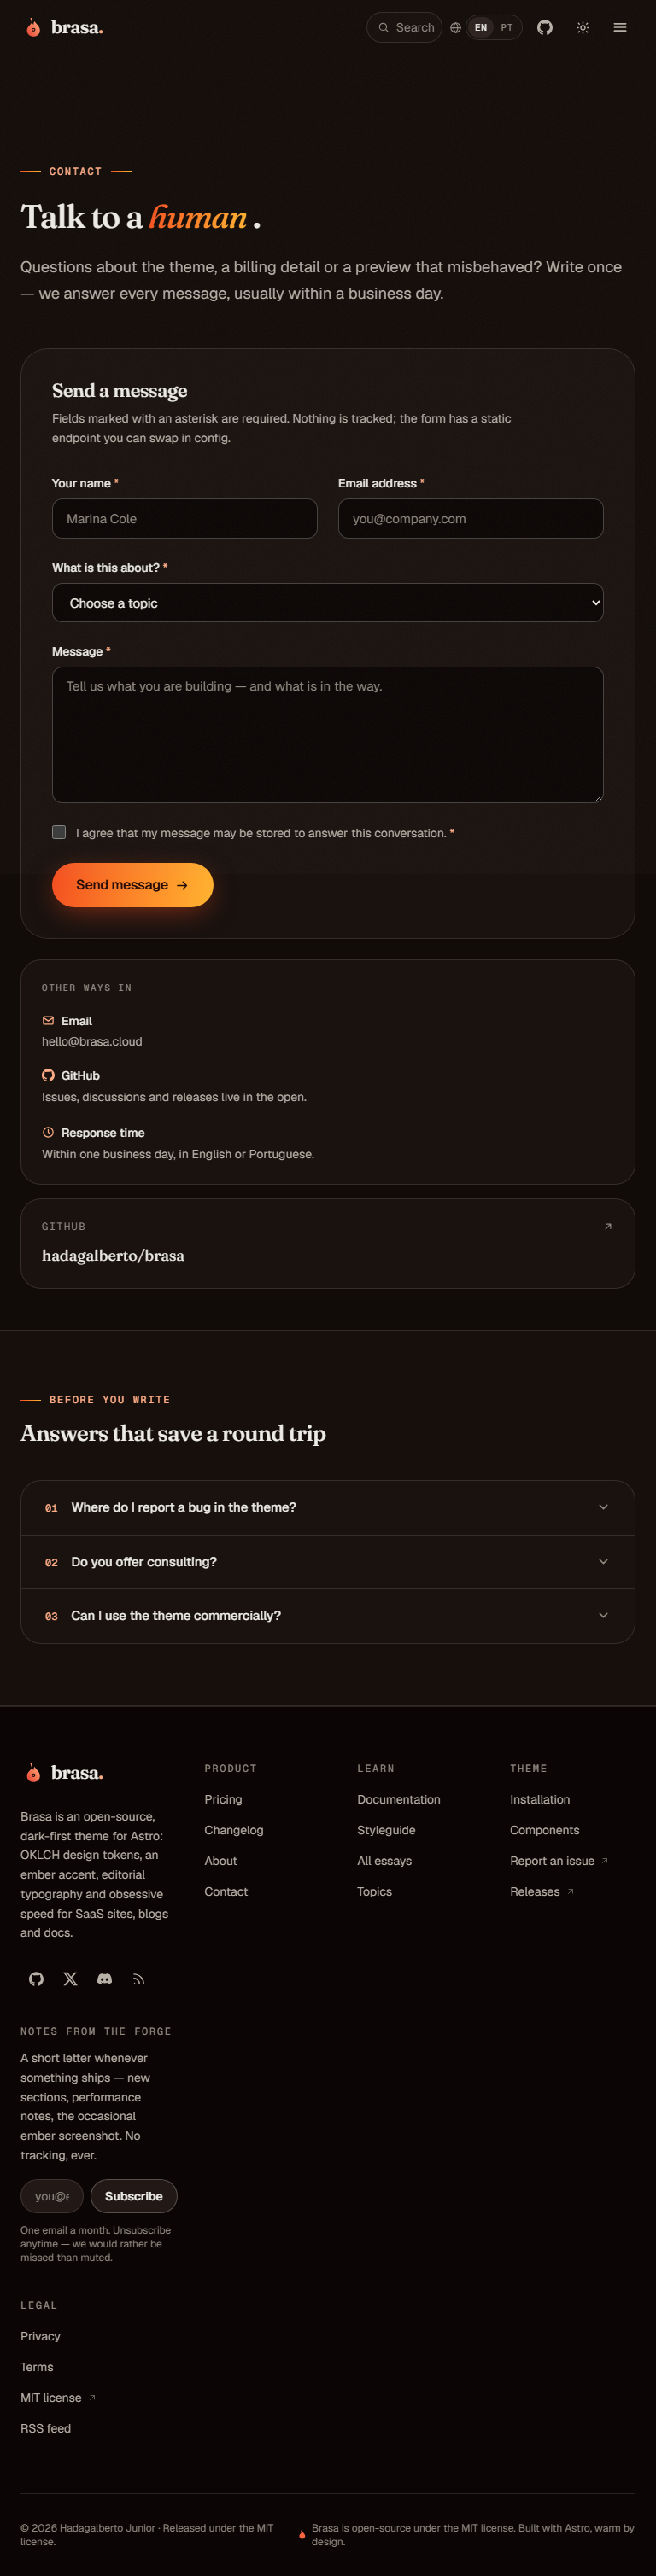 brasa.
Search
EN PT
CONTACT
Talk to a human .
Questions about the theme, a billing detail or a preview that misbehaved? Write once
— we answer every message, usually within a business day.
Send a message
Fields marked with an asterisk are required. Nothing is tracked; the form has a static
endpoint you can swap in config.
Your name * Email address *
Marina Cole you@company.com
What is this about? *
Choose a topic
Message *
Tell us what you are building — and what is in the way.
I agree that my message may be stored to answer this conversation. *
Send message →
OTHER WAYS IN
Email
hello@brasa.cloud
GitHub
Issues, discussions and releases live in the open.
Response time
Within one business day, in English or Portuguese.
GITHUB
hadagalberto/brasa
BEFORE YOU WRITE
Answers that save a round trip
01 Where do I report a bug in the theme?
02 Do you offer consulting?
03 Can I use the theme commercially?
brasa.
Brasa is an open-source,
dark-first theme for Astro:
OKLCH design tokens, an
ember accent, editorial
typography and obsessive
speed for SaaS sites, blogs
and docs.
PRODUCT
Pricing
Changelog
About
Contact
LEARN
Documentation
Styleguide
All essays
Topics
THEME
Installation
Components
Report an issue
Releases
NOTES FROM THE FORGE
A short letter whenever
something ships — new
sections, performance
notes, the occasional
ember screenshot. No
tracking, ever.
you@e
Subscribe
One email a month. Unsubscribe
anytime — we would rather be
missed than muted.
LEGAL
Privacy
Terms
MIT license
RSS feed
© 2026 Hadagalberto Junior · Released under the MIT
license.
Brasa is open-source under the MIT license. Built with Astro, warm by
design.